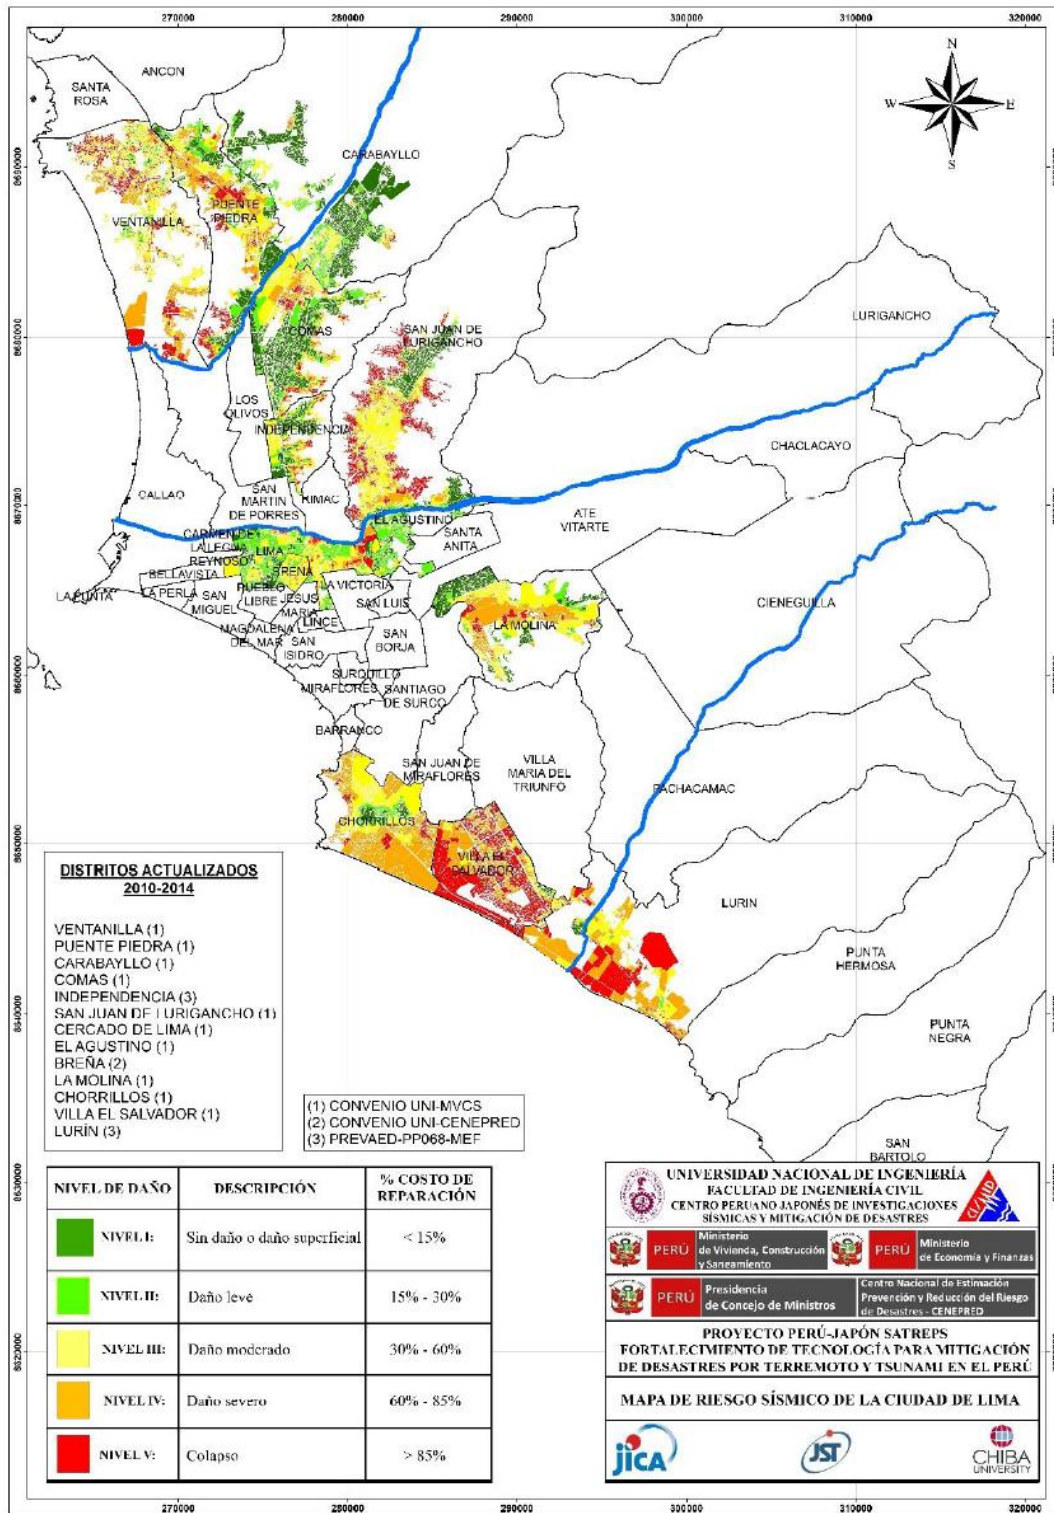 270000 280000 290000 300000 310000 320000
N
W E
S
ANCON
SANTA
ROSA
CARABAYLLO
8690000
PUENTE
PIEDRA
VENTANILLA
LURIGANCHO
8680000
COMAS
SAN JUAN DE
LURIGANCHO
LOS
OLIVOS
INDEPENDENCIA
CHACLACAYO
CALLAO
SAN
MARTIN
DE PORRES
RIMAC
8670000
EL AGUSTINO
ATE
VITARTE
SANTA
ANITA
CARMEN DE
LA LEGUA
REYNOSO
LIMA
BREÑA
BELLAVISTA
LA VICTORIA
LA PUNTA
LA PERLA
SAN
MIGUEL
PUEBLO
LIBRE
JESUS
MARIA
SAN LUIS
CIENEGUILLA
LINCE
LA MOLINA
MAGDALENA
DEL MAR
SAN
ISIDRO
SAN
BORJA
8660000
SURQUILLO
MIRAFLORES
SANTIAGO
DE SURCO
BARRANCO
SAN JUAN DE
MIRAFLORES
VILLA
MARIA DEL
TRIUNFO
PACHACAMAC
CHORRILLOS
8650000
VILLA EL
SALVADOR
LURIN
PUNTA
HERMOSA
8640000
PUNTA
NEGRA
SAN
BARTOLO
DISTRITOS ACTUALIZADOS
2010-2014
VENTANILLA (1)
PUENTE PIEDRA (1)
CARABAYLLO (1)
COMAS (1)
INDEPENDENCIA (3)
SAN JUAN DE LURIGANCHO (1)
CERCADO DE LIMA (1)
EL AGUSTINO (1)
BREÑA (2)
LA MOLINA (1)
CHORRILLOS (1)
VILLA EL SALVADOR (1)
LURÍN (3)
(1) CONVENIO UNI-MVCS
(2) CONVENIO UNI-CENEPRED
(3) PREVAED-PP068-MEF
8630000
8620000
NIVEL DE DAÑO DESCRIPCIÓN % COSTO DE
REPARACIÓN
NIVEL I: Sin daño o daño superficial < 15%
NIVEL II: Daño leve 15% - 30%
NIVEL III: Daño moderado 30% - 60%
NIVEL IV: Daño severo 60% - 85%
NIVEL V: Colapso > 85%
UNIVERSIDAD NACIONAL DE INGENIERÍA
FACULTAD DE INGENIERÍA CIVIL
CENTRO PERUANO JAPONÉS DE INVESTIGACIONES
SÍSMICAS Y MITIGACIÓN DE DESASTRES
CISMID
PERÚ Ministerio
de Vivienda, Construcción
y Saneamiento
PERÚ Ministerio
de Economía y Finanzas
PERÚ Presidencia
de Concejo de Ministros
Centro Nacional de Estimación
Prevención y Reducción del Riesgo
de Desastres - CENEPRED
PROYECTO PERÚ-JAPÓN SATREPS
FORTALECIMIENTO DE TECNOLOGÍA PARA MITIGACIÓN
DE DESASTRES POR TERREMOTO Y TSUNAMI EN EL PERÚ
MAPA DE RIESGO SÍSMICO DE LA CIUDAD DE LIMA
jICA
JST
CHIBA
UNIVERSITY
270000 280000 290000 300000 310000 320000